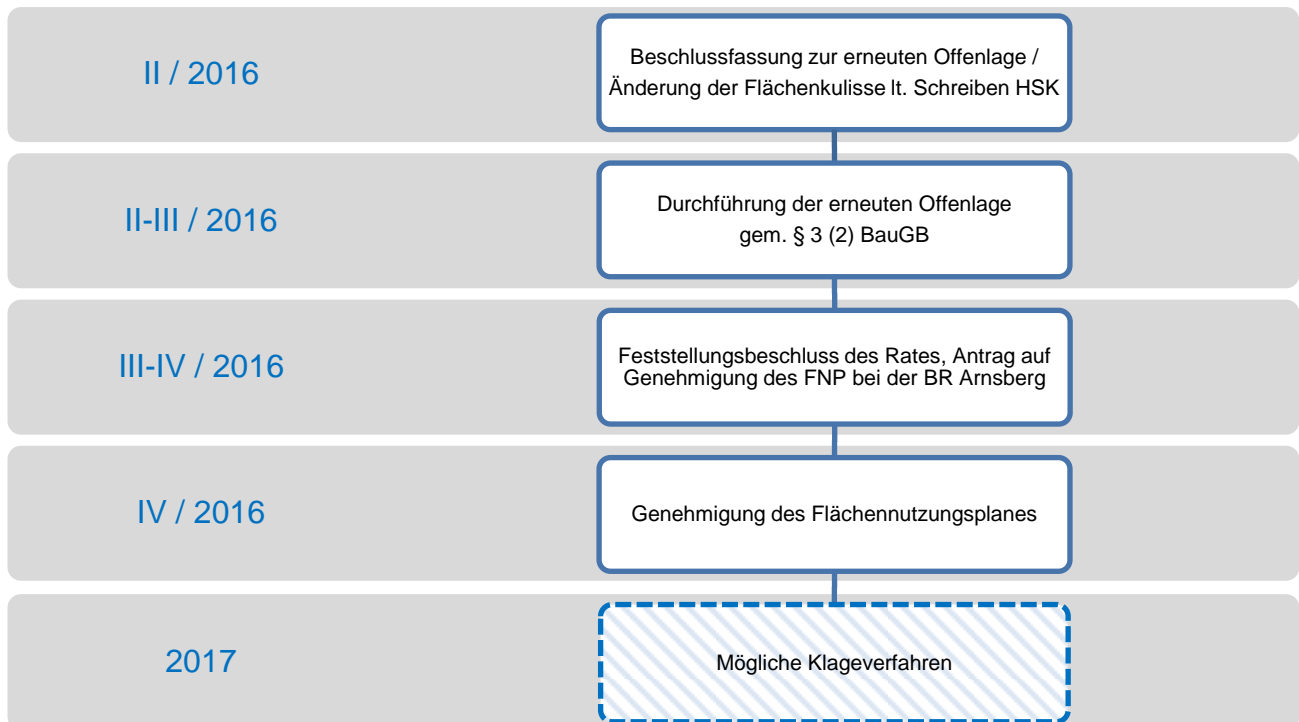 II / 2016
Beschlussfassung zur erneuten Offenlage /
Änderung der Flächenkulisse lt. Schreiben HSK
II-III / 2016
Durchführung der erneuten Offenlage
gem. § 3 (2) BauGB
III-IV / 2016
Feststellungsbeschluss des Rates, Antrag auf
Genehmigung des FNP bei der BR Arnsberg
IV / 2016
Genehmigung des Flächennutzungsplanes
2017
Mögliche Klageverfahren